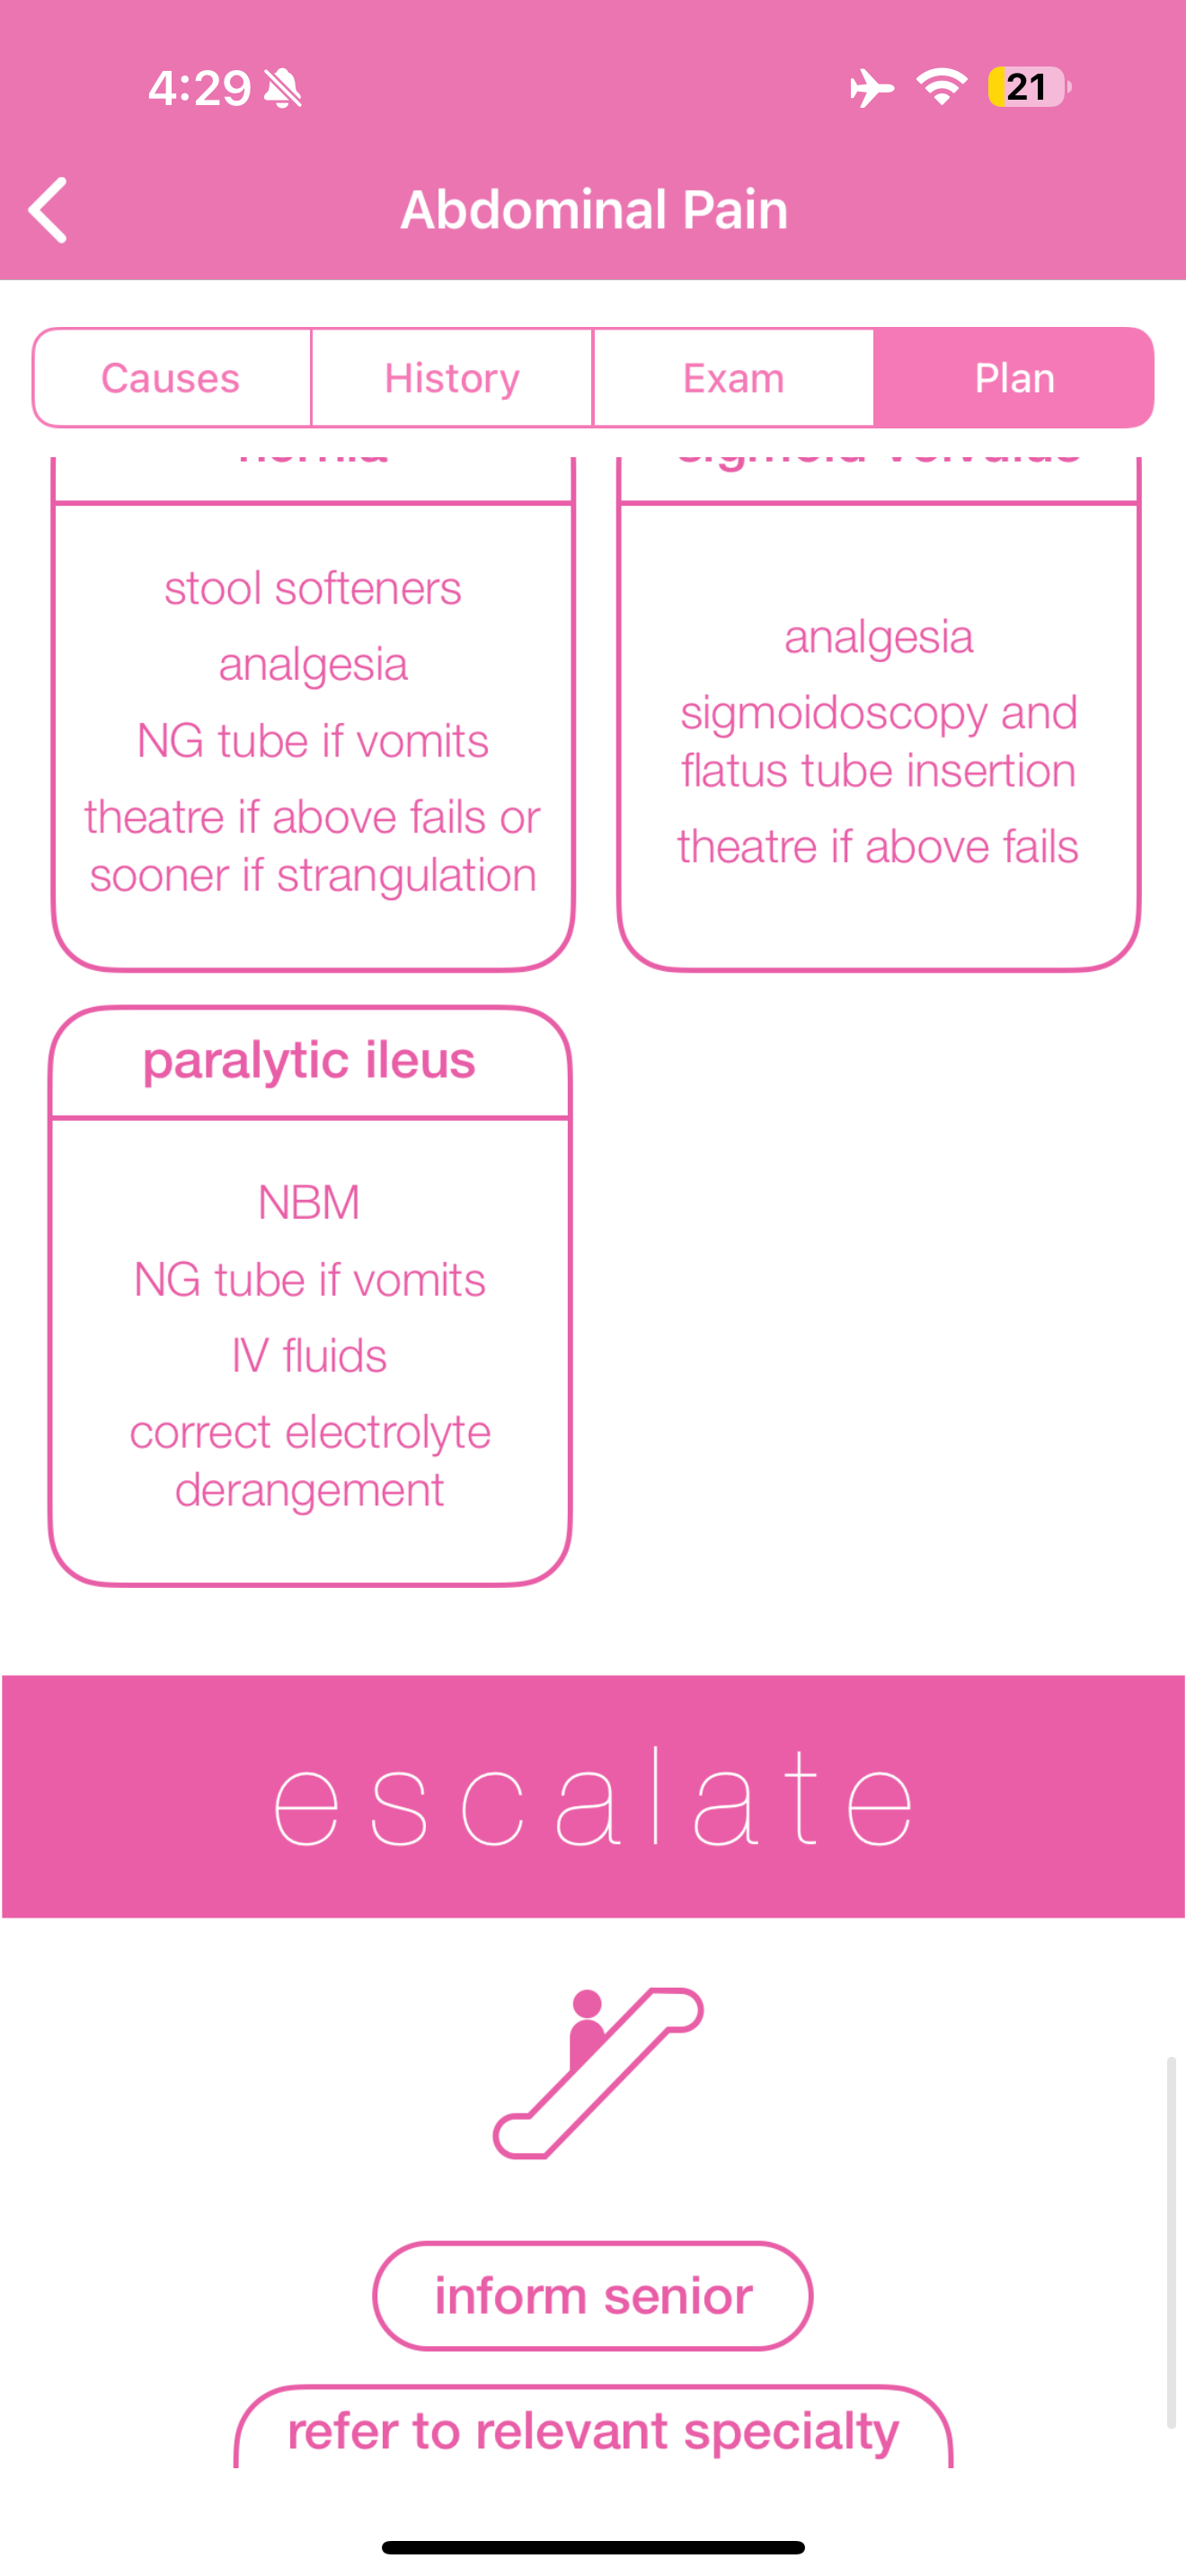 4:29
21
Abdominal Pain
Causes
History
Exam
Plan
stool softeners
analgesia
NG tube if vomits
theatre if above fails or
sooner if strangulation
analgesia
sigmoidoscopy and
flatus tube insertion
theatre if above fails
paralytic ileus
NBM
NG tube if vomits
IV fluids
correct electrolyte
derangement
escalate
inform senior
refer to relevant specialty